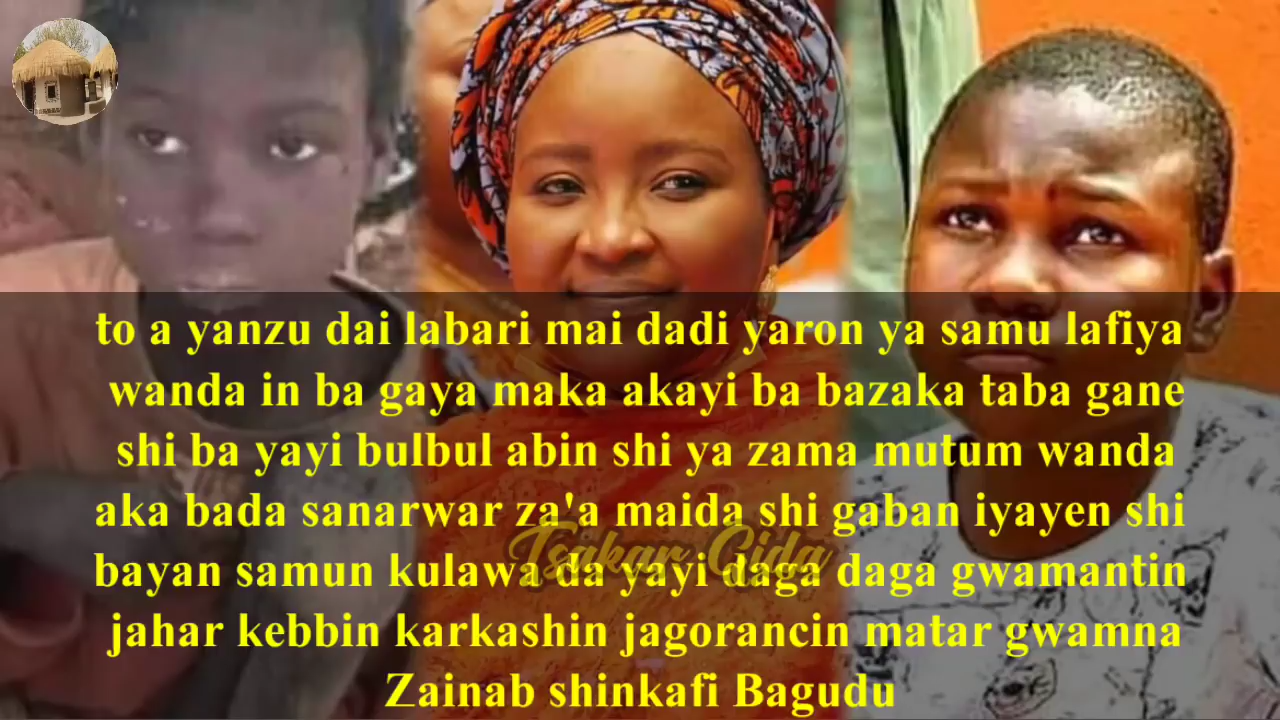 to a yanzu dai labari mai dadi yaron ya samu lafiya
wanda in ba gaya maka akayi ba bazaka taba gane
shi ba yayi bulbul abin shi ya zama mutum wanda
aka bada sanarwar za'a maida shi gaban iyayen shi
bayan samun kulawa da yayi daga daga gwamantin
jahar kebbin karkashin jagorancin matar gwamna
Zainab shinkafi Bagudu
Tsakar Gida